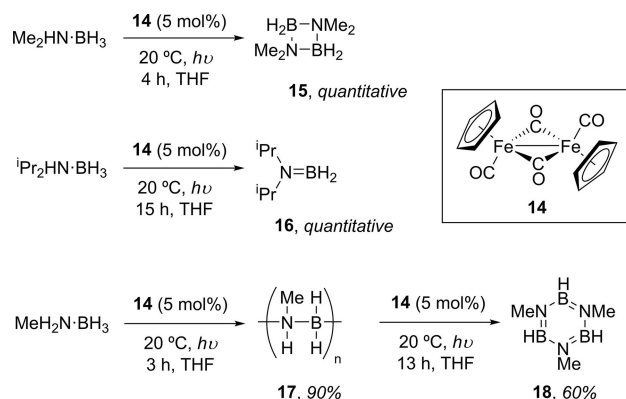 Me2HN·BH3
14 (5 mol%)
20 ºC, hυ
4 h, THF
H2B NMe2
Me2N BH2
15, quantitative
iPr2HN·BH3
14 (5 mol%)
20 ºC, hυ
15 h, THF
iPr
N=BH2
iPr
16, quantitative
O
C CO
Fe Fe
OC C
O
14
MeH2N·BH3
14 (5 mol%)
20 ºC, hυ
3 h, THF
Me H
N B
H H
n
17, 90%
14 (5 mol%)
20 ºC, hυ
13 h, THF
H
B
MeN NMe
HB BH
N
Me
18, 60%